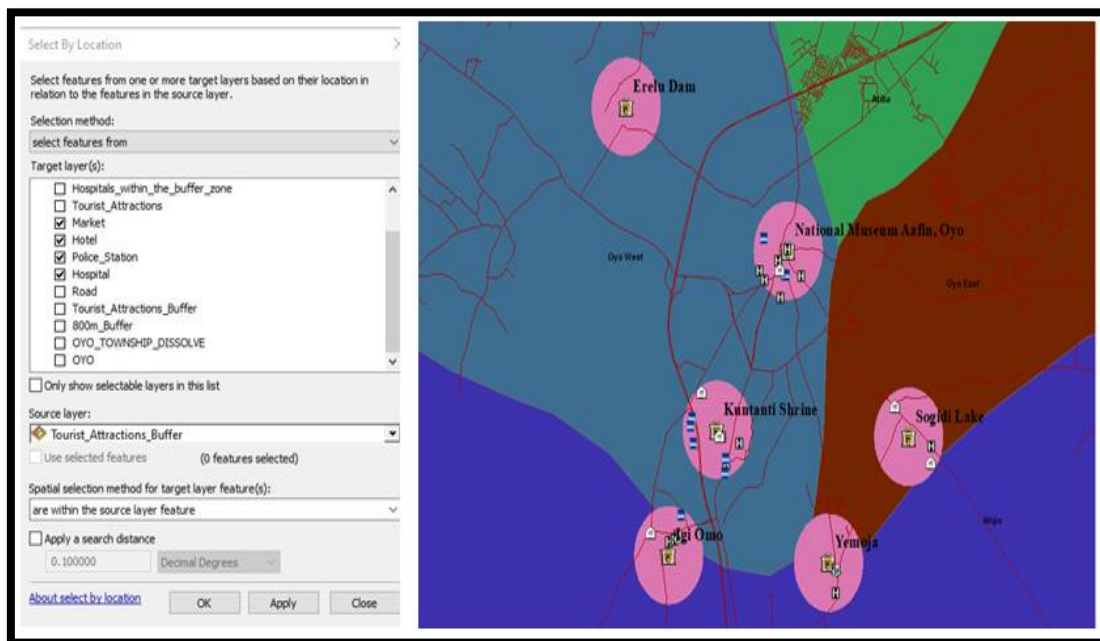 Select By Location
Select features from one or more target layers based on their location in
relation to the features in the source layer.
Selection method:
select features from
Target layer(s):
Hospitals_within_the_buffer_zone
Tourist_Attractions
Market
Hotel
Police_Station
Hospital
Road
Tourist_Attractions_Buffer
800m_Buffer
OYO_TOWNSHIP_DISSOLVE
OYO
Only show selectable layers in this list
Source layer:
Tourist_Attractions_Buffer
Use selected features (0 features selected)
Spatial selection method for target layer feature(s):
are within the source layer feature
Apply a search distance
0.100000 Decimal Degrees
About select by location OK Apply Close
Erelu Dam
Atiba
National Museum Aafin, Oyo
Oyo West
Oyo East
Kuntanti Shrine
Sogidi Lake
Afijio
Igi Omo
Yemoja